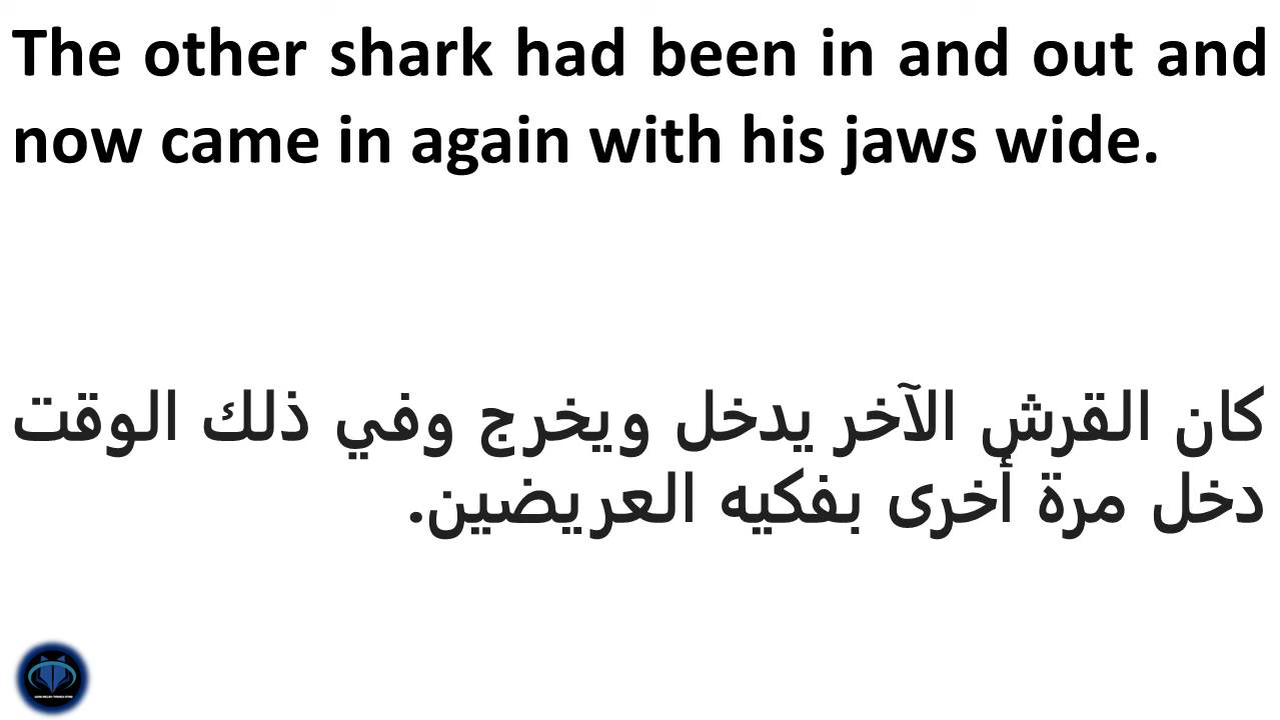 The other shark had been in and out and
now came in again with his jaws wide.
كان القرش الآخر يدخل ويخرج وفي ذلك الوقت
دخل مرة أخرى بفكيه العريضين.